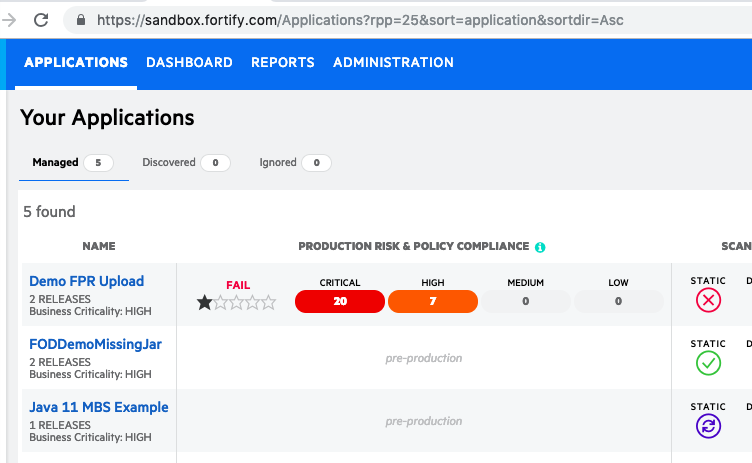 https://sandbox.fortify.com/Applications?rpp=25&sort=application&sortdir=Asc
APPLICATIONS DASHBOARD REPORTS ADMINISTRATION
Your Applications
Managed 5 Discovered 0 Ignored 0
5 found
NAME PRODUCTION RISK & POLICY COMPLIANCE
Demo FPR Upload
2 RELEASES
Business Criticality: HIGH
FAIL
CRITICAL HIGH MEDIUM LOW
20 7 0 0
STATIC
FODDemoMissingJar
2 RELEASES
Business Criticality: HIGH
pre-production
STATIC
Java 11 MBS Example
1 RELEASES
Business Criticality: HIGH
pre-production
STATIC